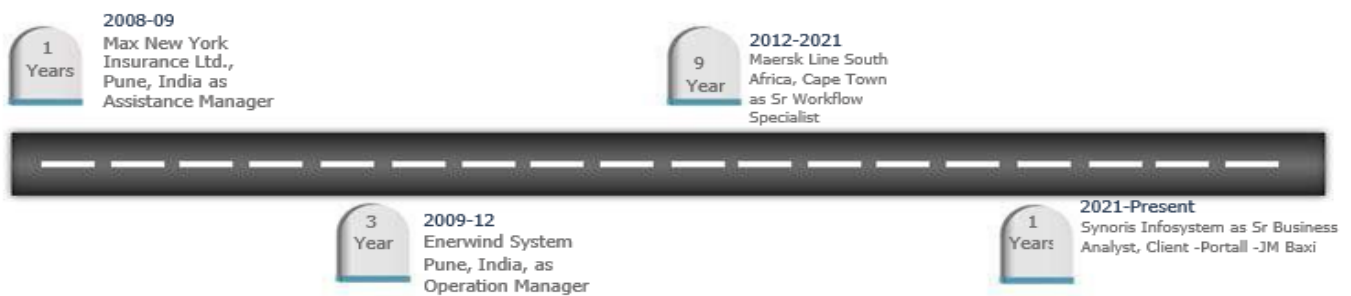 1
Years
2008-09
Max New York
Insurance Ltd.,
Pune, India as
Assistance Manager
3
Year
2009-12
Enerwind System
Pune, India, as
Operation Manager
9
Year
2012-2021
Maersk Line South
Africa, Cape Town
as Sr Workflow
Specialist
1
Years
2021-Present
Synoris Infosystem as Sr Business
Analyst, Client -Portall -JM Baxi